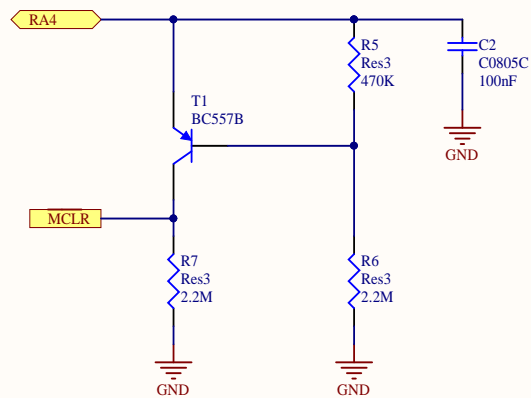 RA4
R5
Res3
470K
C2
C0805C
100nF
GND
T1
BC557B
MCLR
R7
Res3
2.2M
R6
Res3
2.2M
GND
GND